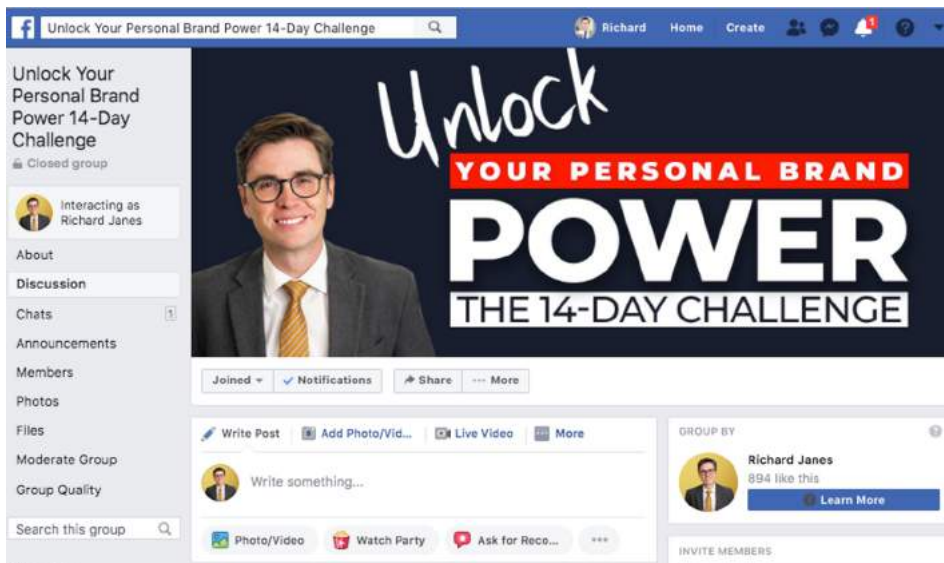 f Unlock Your Personal Brand Power 14-Day Challenge
Richard Home Create 1
Unlock Your
Personal Brand
Power 14-Day
Challenge
Closed group
Interacting as
Richard Janes
About
Discussion
Chats 1
Announcements
Members
Photos
Files
Moderate Group
Group Quality
Search this group
Unlock
YOUR PERSONAL BRAND
POWER
THE 14-DAY CHALLENGE
Joined Notifications Share ... More
Write Post Add Photo/Vid... Live Video More
Write something...
Photo/Video Watch Party Ask for Reco... ...
GROUP BY
Richard Janes
894 like this
Learn More
INVITE MEMBERS